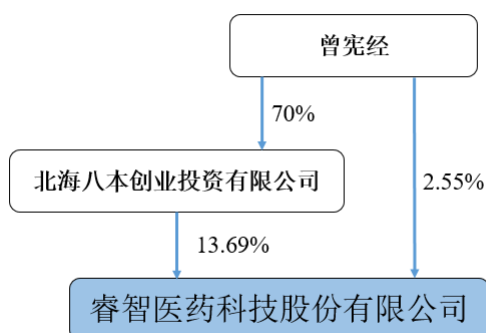 曾宪经
70%
北海八本创业投资有限公司
2.55%
13.69%
睿智医药科技股份有限公司